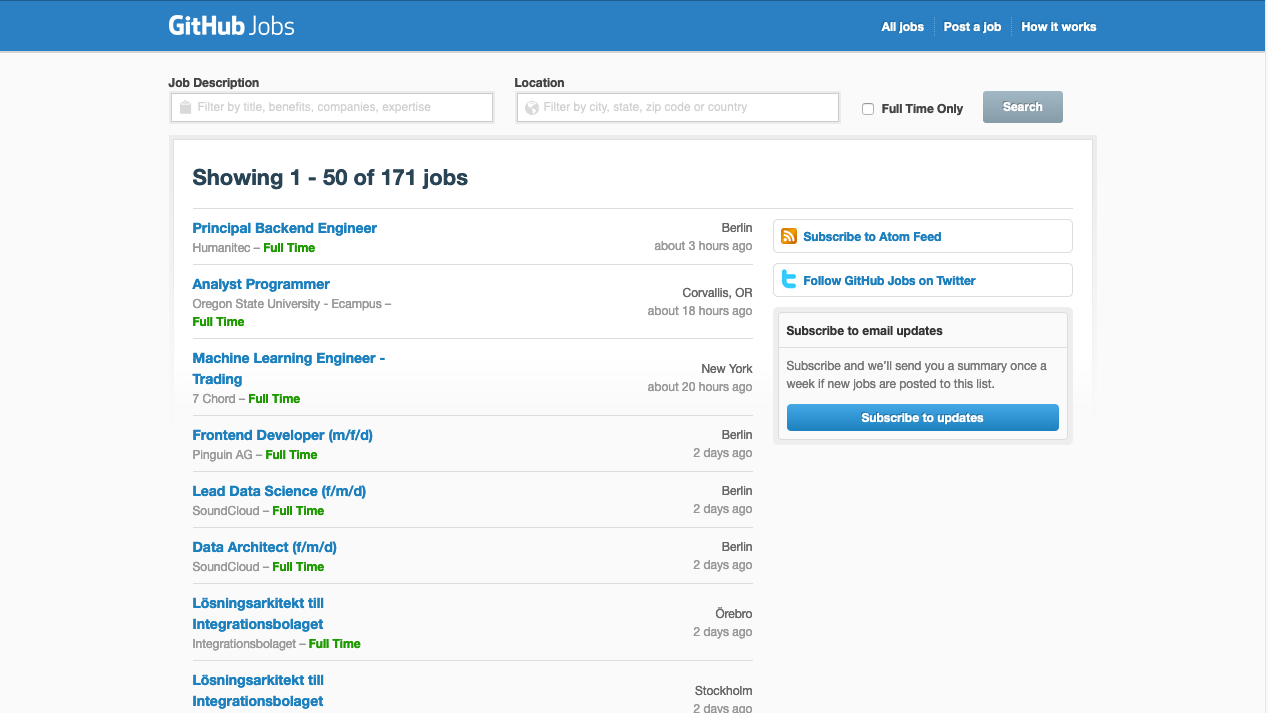 GitHub Jobs
All jobs
Post a job
How it works
Job Description
Filter by title, benefits, companies, expertise
Location
Filter by city, state, zip code or country
Full Time Only
Search
Showing 1 - 50 of 171 jobs
Principal Backend Engineer
Humanitec – Full Time
Berlin
about 3 hours ago
Analyst Programmer
Oregon State University - Ecampus –
Full Time
Corvallis, OR
about 18 hours ago
Machine Learning Engineer -
Trading
7 Chord – Full Time
New York
about 20 hours ago
Frontend Developer (m/f/d)
Pinguin AG – Full Time
Berlin
2 days ago
Lead Data Science (f/m/d)
SoundCloud – Full Time
Berlin
2 days ago
Data Architect (f/m/d)
SoundCloud – Full Time
Berlin
2 days ago
Lösningsarkitekt till
Integrationsbolaget
Integrationsbolaget – Full Time
Örebro
2 days ago
Lösningsarkitekt till
Integrationsbolaget
Stockholm
2 days ago
Subscribe to Atom Feed
Follow GitHub Jobs on Twitter
Subscribe to email updates
Subscribe and we'll send you a summary once a
week if new jobs are posted to this list.
Subscribe to updates